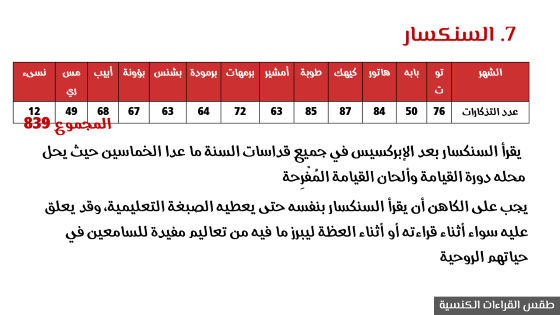 7. السنكسار
الشهر توت بابه هاتور كيهك طوبة أمشير برمهات برمودة بشنس بؤونة أبيب مسري نسىء
عدد التذكارات 76 50 84 87 85 63 72 64 63 67 68 49 12
المجموع 839
يقرأ السنكسار بعد الإبركسيس في جميع قداسات السنة ما عدا الخماسين حيث يحل
محله دورة القيامة وألحان القيامة المُفْرِحة
يجب على الكاهن أن يقرأ السنكسار بنفسه حتى يعطيه الصبغة التعليمية، وقد يعلق
عليه سواء أثناء قراءته أو أثناء العظة ليبرز ما فيه من تعاليم مفيدة للسامعين في
حياتهم الروحية
طقس القراءات الكنسية